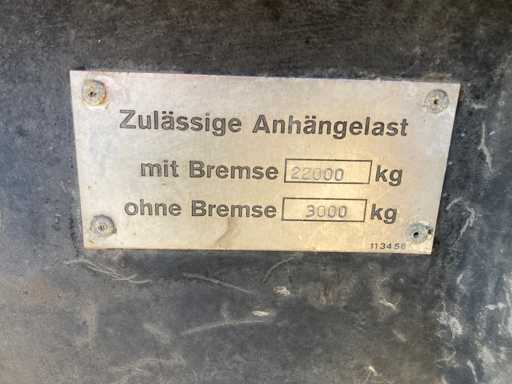 Zulässige Anhängelast
mit Bremse 22000 kg
ohne Bremse 3000 kg
113456